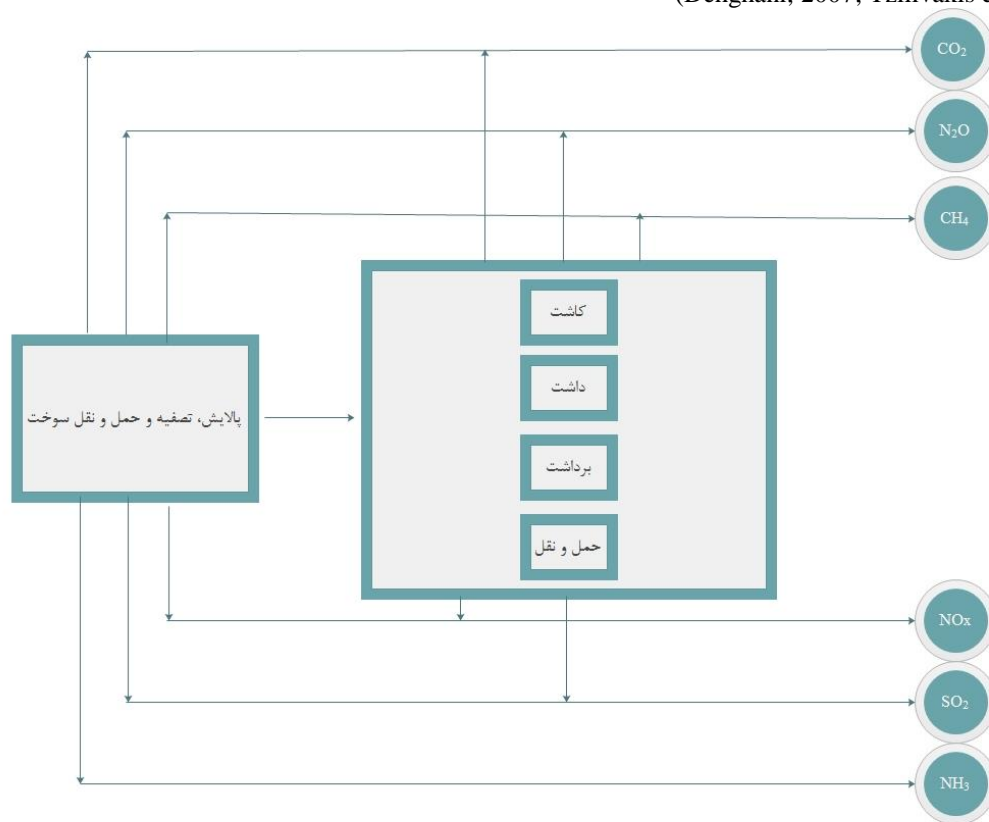 CO₂
N₂O
CH₄
کاشت
داشت
پالایش، تصفیه و حمل و نقل سوخت
برداشت
حمل و نقل
NOx
SO₂
NH₃